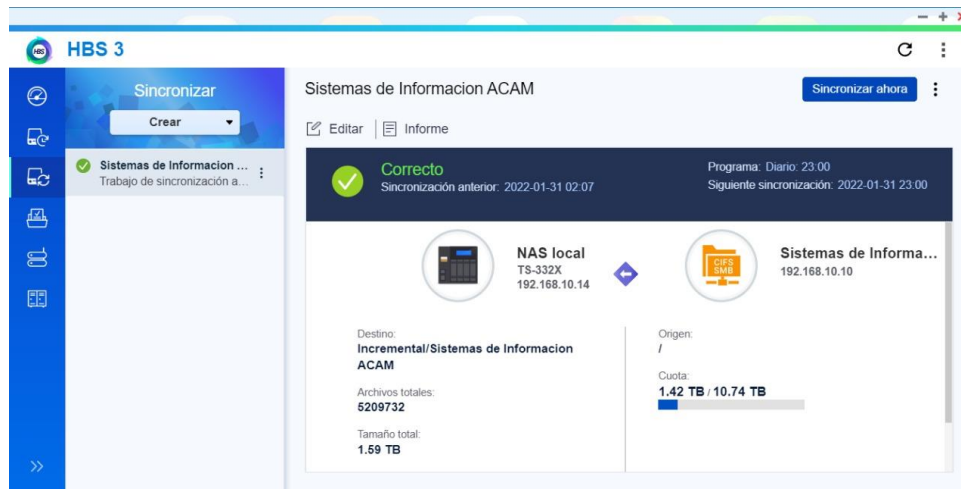 HBS
HBS 3
Sincronizar
Crear
Sistemas de Informacion ...
Trabajo de sincronización a...
Sistemas de Informacion ACAM
Sincronizar ahora
Editar
Informe
Correcto
Sincronización anterior: 2022-01-31 02:07
Programa: Diario: 23:00
Siguiente sincronización: 2022-01-31 23:00
NAS local
TS-332X
192.168.10.14
CIFS
SMB
Sistemas de Informa...
192.168.10.10
Destino:
Incremental/Sistemas de Informacion
ACAM
Archivos totales:
5209732
Tamaño total:
1.59 TB
Origen:
/
Cuota:
1.42 TB / 10.74 TB